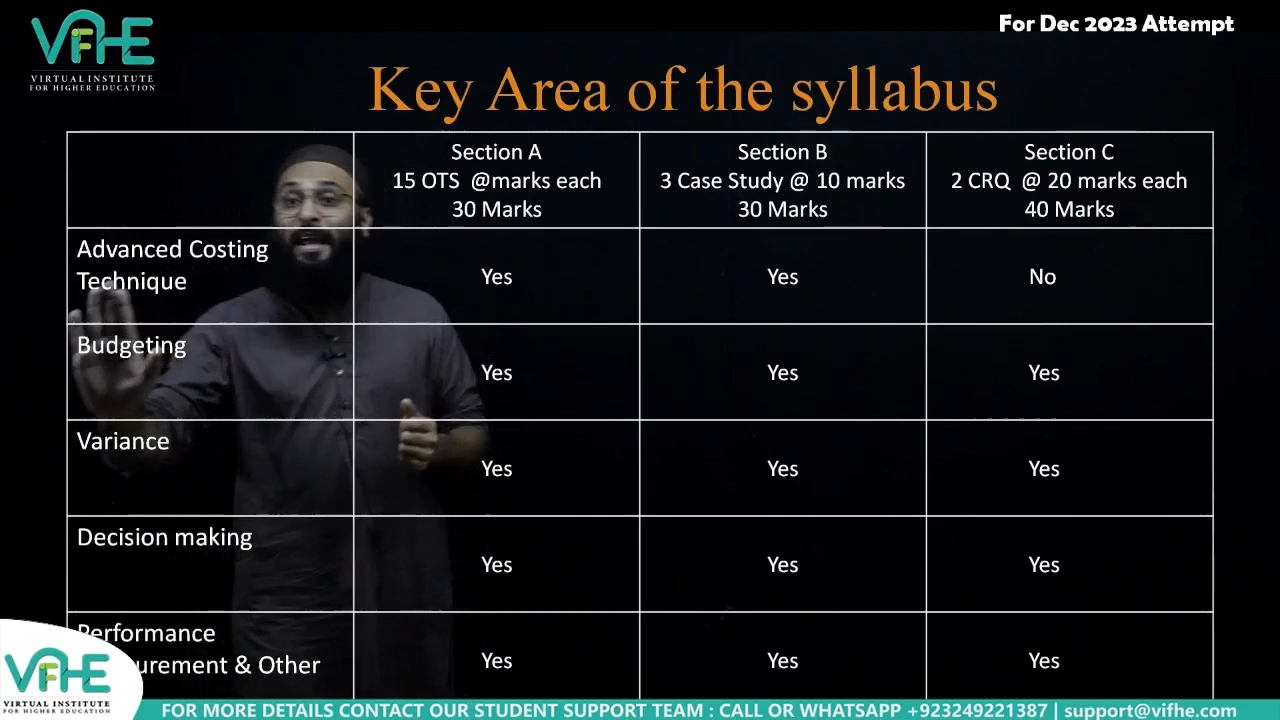 VIFHE
VIRTUAL INSTITUTE
FOR HIGHER EDUCATION
For Dec 2023 Attempt
Key Area of the syllabus
Section A
15 OTS @marks each
30 Marks
Section B
3 Case Study @ 10 marks
30 Marks
Section C
2 CRQ @ 20 marks each
40 Marks
Advanced Costing
Technique
Yes
Yes
No
Budgeting
Yes
Yes
Yes
Variance
Yes
Yes
Yes
Decision making
Yes
Yes
Yes
Performance
urement & Other
Yes
Yes
Yes
VIFHE
VIRTUAL INSTITUTE
FOR HIGHER EDUCATION
FOR MORE DETAILS CONTACT OUR STUDENT SUPPORT TEAM : CALL OR WHATSAPP +923249221387 | support@vifhe.com